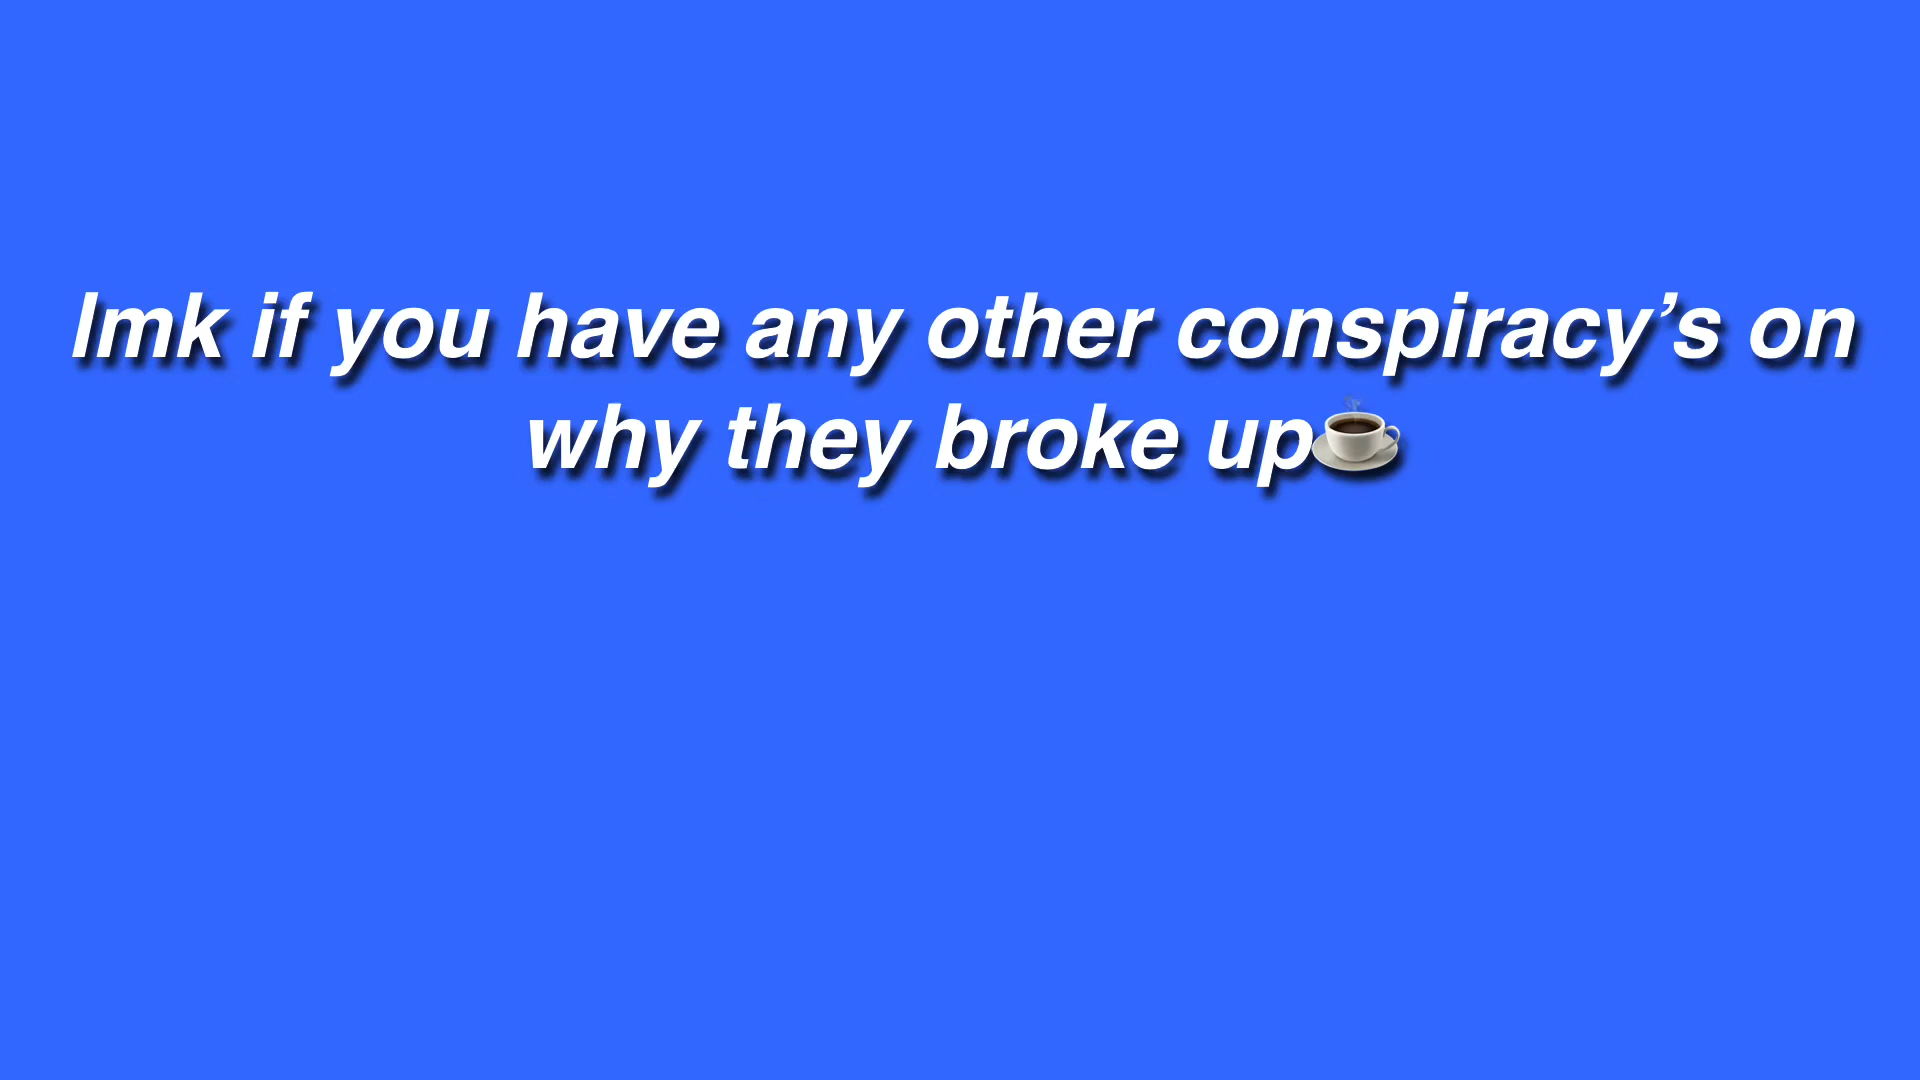 lmk if you have any other conspiracy’s on
why they broke up☕